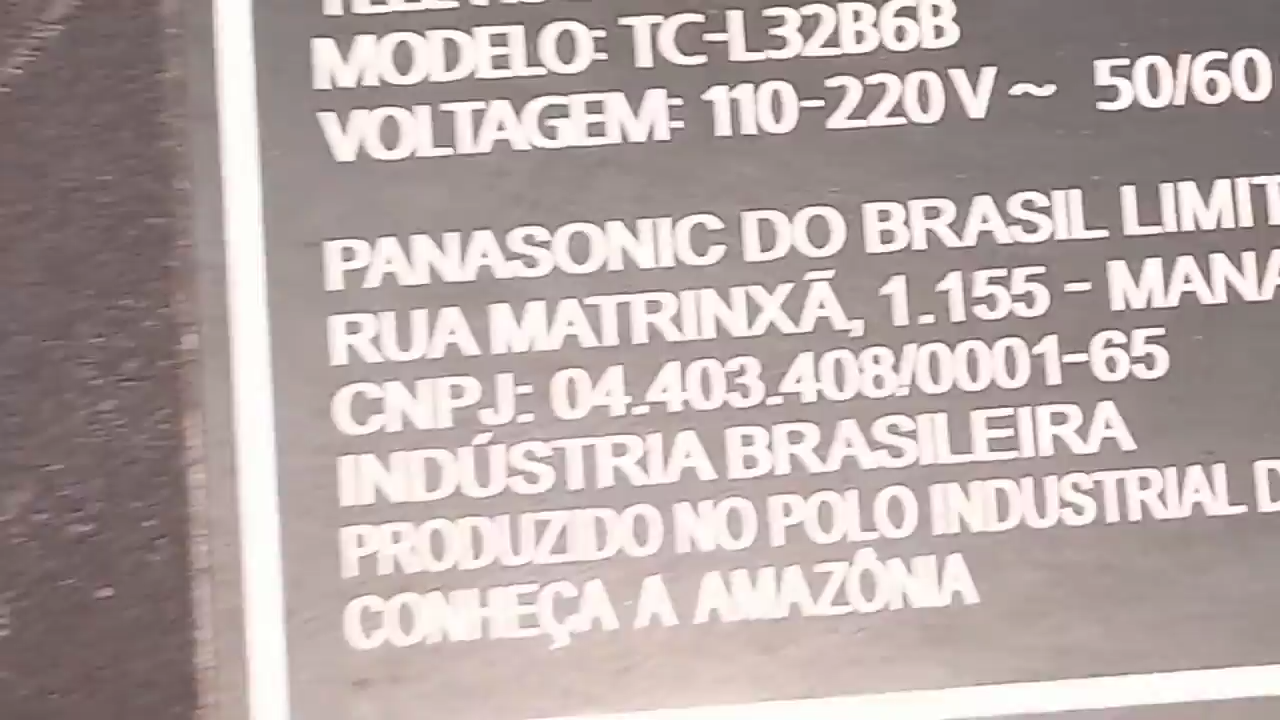 MODELO: TC-L32B6B
VOLTAGEM: 110-220V~ 50/60
PANASONIC DO BRASIL LIMIT
RUA MATRINXÃ, 1.155 - MANA
CNPJ: 04.403.408/0001-65
INDÚSTRIA BRASILEIRA
PRODUZIDO NO POLO INDUSTRIAL D
CONHEÇA A AMAZÔNIA